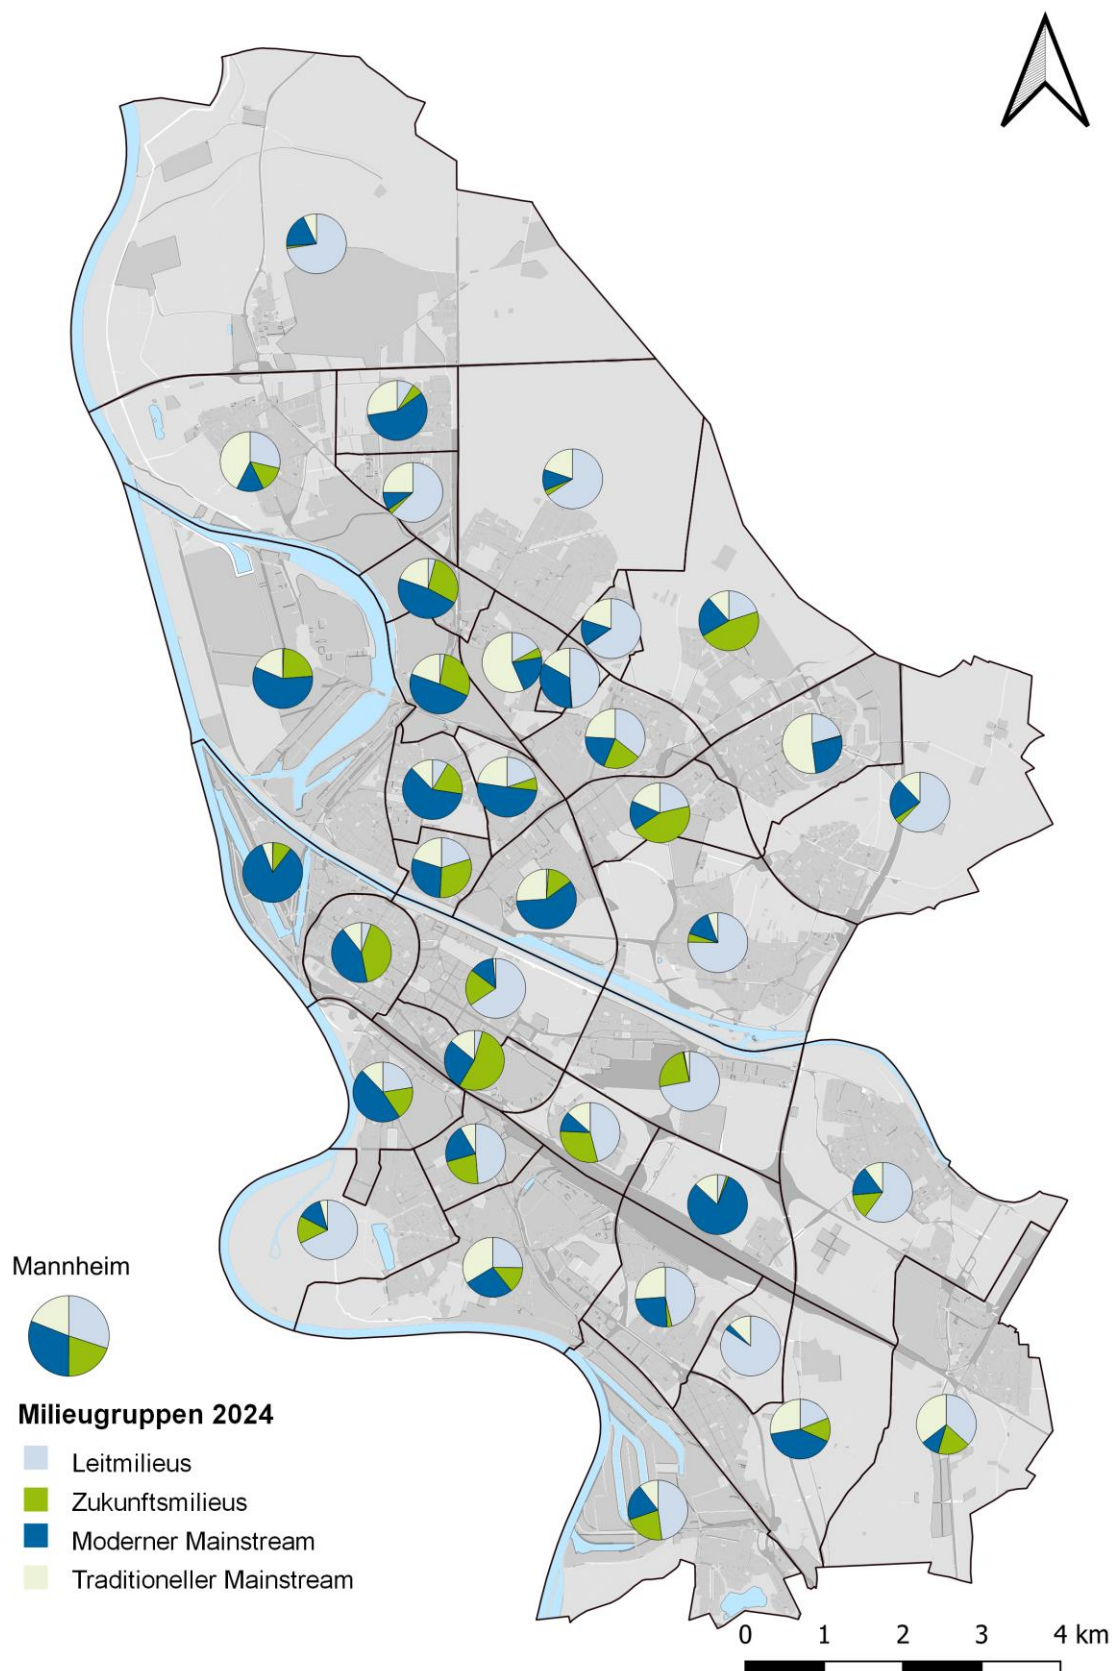 Mannheim
Milieugruppen 2024
Leitmilieus
Zukunftsmilieus
Moderner Mainstream
Traditioneller Mainstream
0 1 2 3 4 km